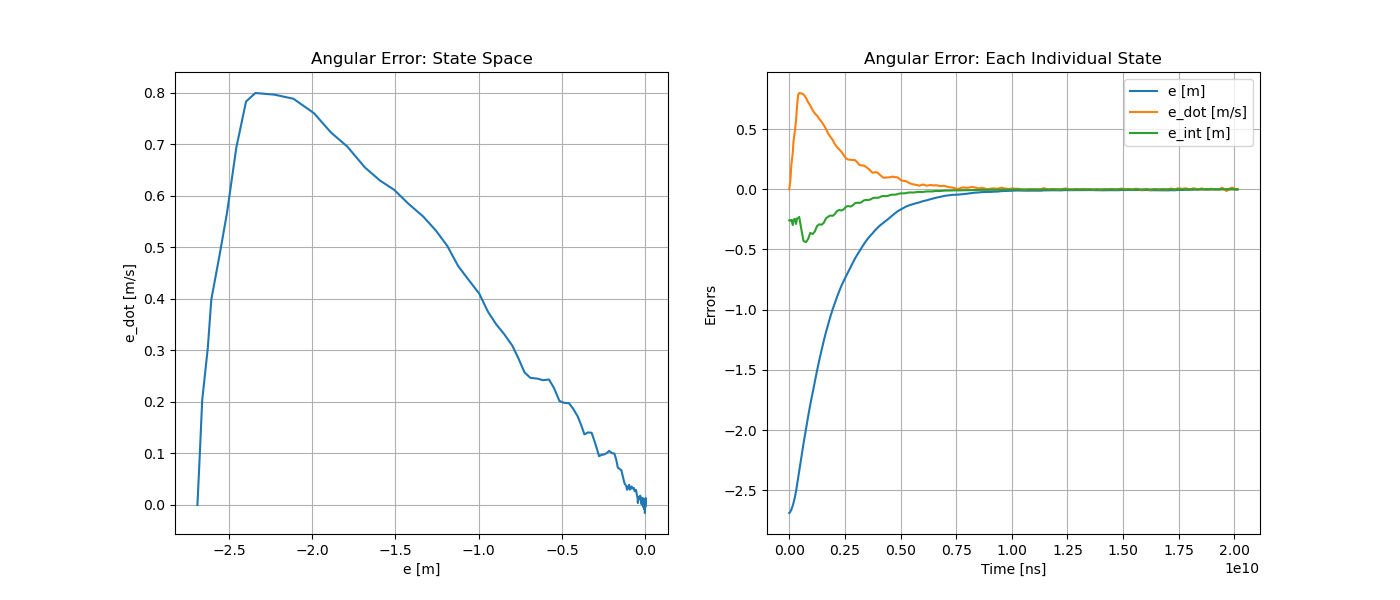 Angular Error: State Space
e_dot [m/s]
0.8
0.7
0.6
0.5
0.4
0.3
0.2
0.1
0.0
−2.5 −2.0 −1.5 −1.0 −0.5 0.0
e [m]
Angular Error: Each Individual State
e [m]
e_dot [m/s]
e_int [m]
Errors
0.5
0.0
−0.5
−1.0
−1.5
−2.0
−2.5
0.00 0.25 0.50 0.75 1.00 1.25 1.50 1.75 2.00
Time [ns]
1e10